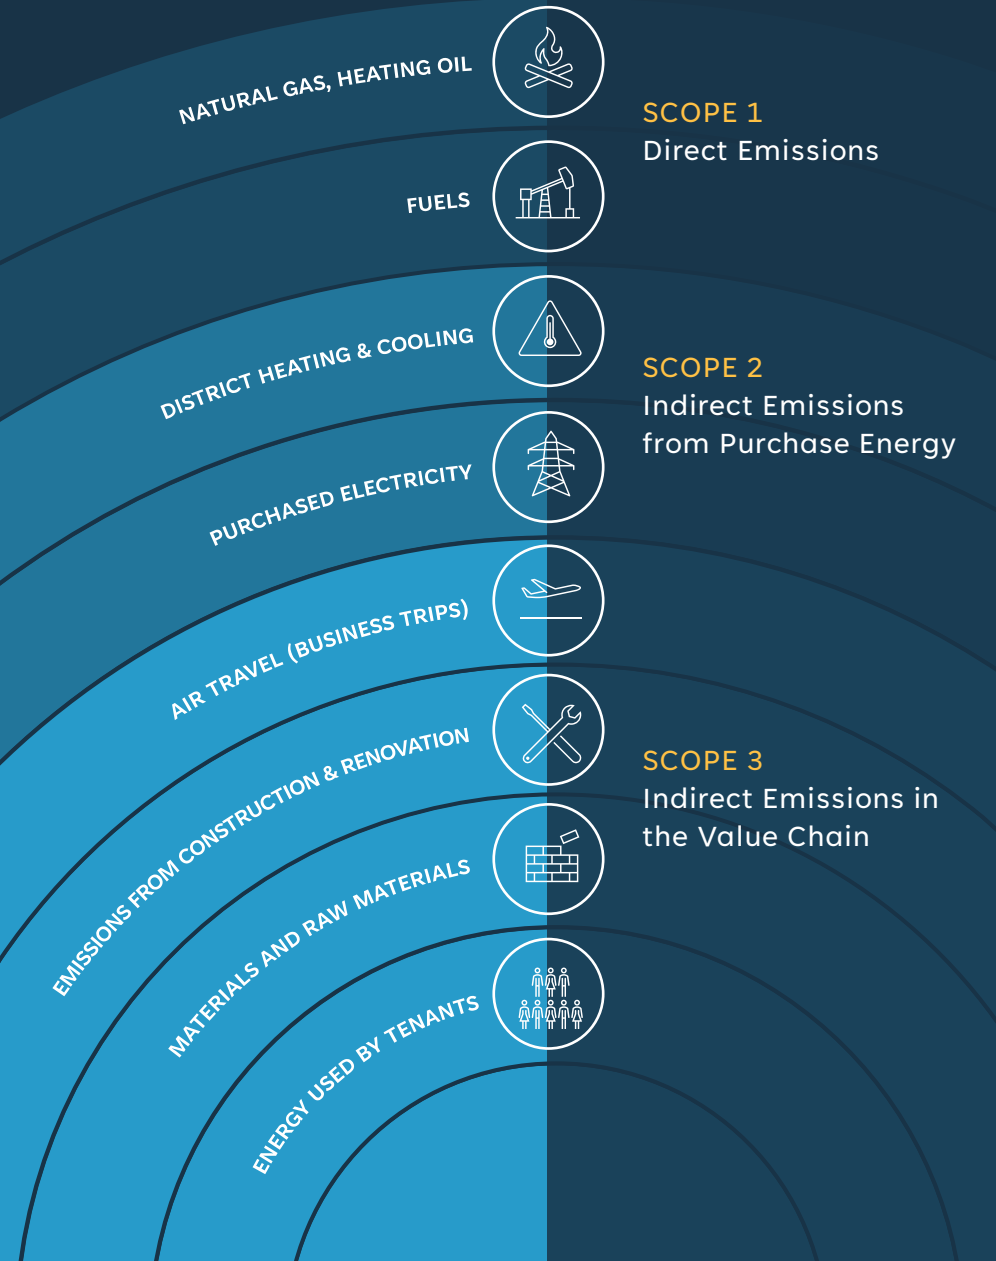 NATURAL GAS, HEATING OIL
FUELS
SCOPE 1
Direct Emissions
DISTRICT HEATING & COOLING
PURCHASED ELECTRICITY
SCOPE 2
Indirect Emissions
from Purchase Energy
AIR TRAVEL (BUSINESS TRIPS)
EMISSIONS FROM CONSTRUCTION & RENOVATION
MATERIALS AND RAW MATERIALS
ENERGY USED BY TENANTS
SCOPE 3
Indirect Emissions in
the Value Chain